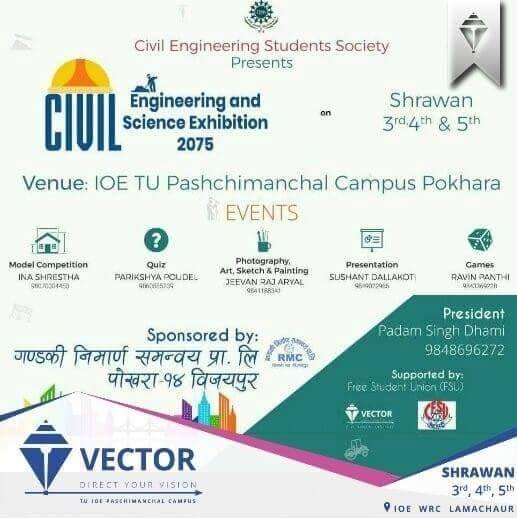 Civil Engineering Students Society
Presents
CIVIL Engineering and
Science Exhibition
2075
on
Shrawan
3rd,4th & 5th
Venue: IOE TU Pashchimanchal Campus Pokhara
EVENTS
Model Competition
INA SHRESTHA
Quiz
PARIKSHYA POUDEL
Photography,
Art, Sketch & Painting
JEEVAN RAJ ARYAL
Presentation
SUSHANT DALLAKOTI
Games
RAVIN PANTHI
President
Padam Singh Dhami
9848696272
Sponsored by:
गण्डकी निमार्ण समन्वय प्रा. लि
पोखरा-१४ विजयपुर
RMC
Supported by:
Free Student Union (FSU)
VECTOR
VECTOR
DIRECT YOUR VISION
TU IOE PASCHIMANCHAL CAMPUS
SHRAWAN
3rd, 4th, 5th
IOE WRC LAMACHAUR